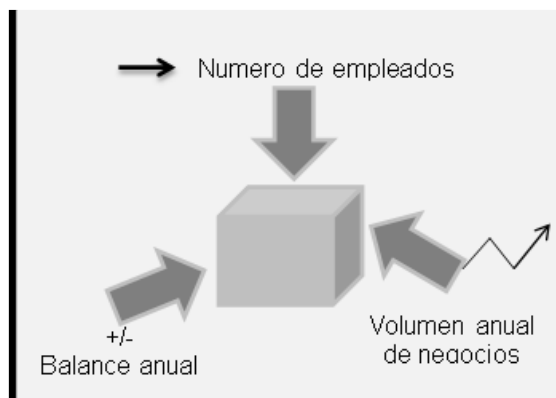 Numero de empleados
+/-
Balance anual
Volumen anual
de negocios